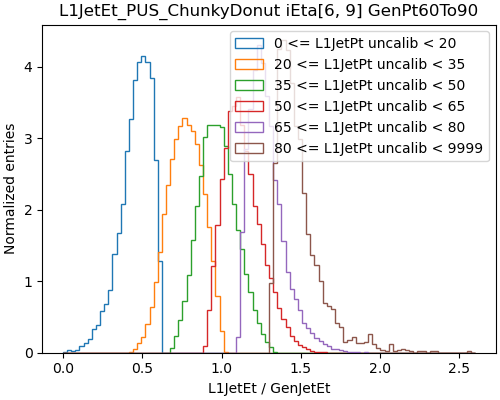 L1JetEt_PUS_ChunkyDonut iEta[6, 9] GenPt60To90
0 <= L1JetPt uncalib < 20
20 <= L1JetPt uncalib < 35
35 <= L1JetPt uncalib < 50
50 <= L1JetPt uncalib < 65
65 <= L1JetPt uncalib < 80
80 <= L1JetPt uncalib < 9999
Normalized entries
4
3
2
1
0
0.0 0.5 1.0 1.5 2.0 2.5
L1JetEt / GenJetEt